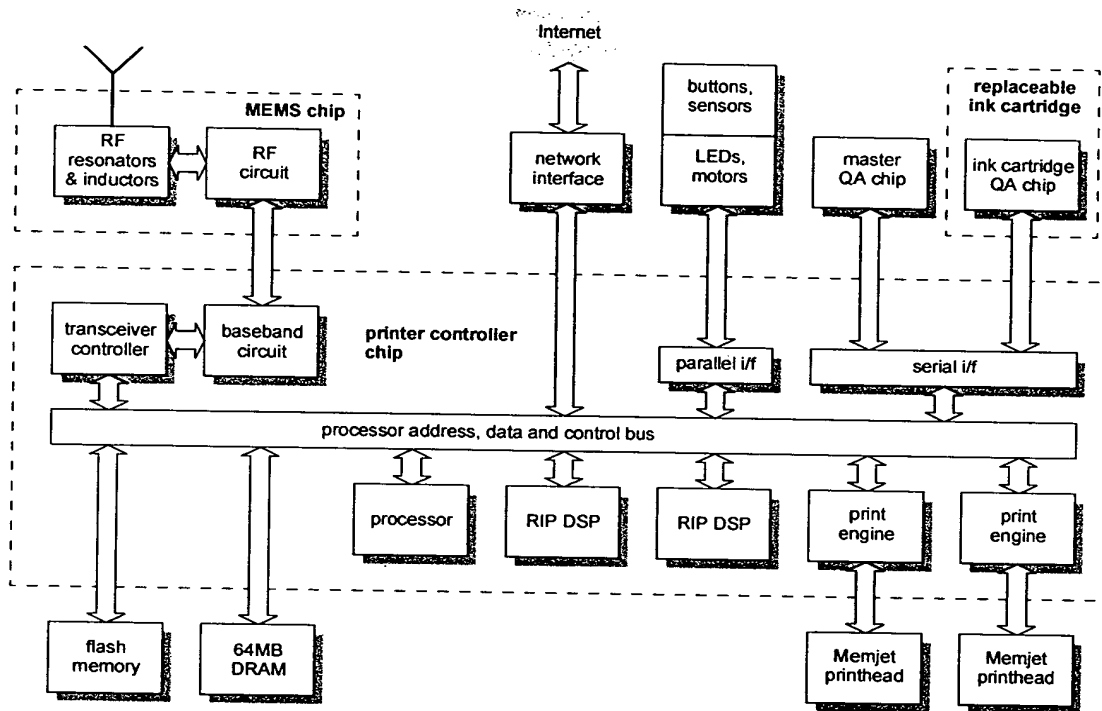 Internet
MEMS chip
RF
resonators
& inductors
RF
circuit
network
interface
buttons,
sensors
LEDs,
motors
master
QA chip
replaceable
ink cartridge
ink cartridge
QA chip
transceiver
controller
baseband
circuit
printer controller
chip
parallel i/f
serial i/f
processor address, data and control bus
processor
RIP DSP
RIP DSP
print
engine
print
engine
flash
memory
64MB
DRAM
Memjet
printhead
Memjet
printhead